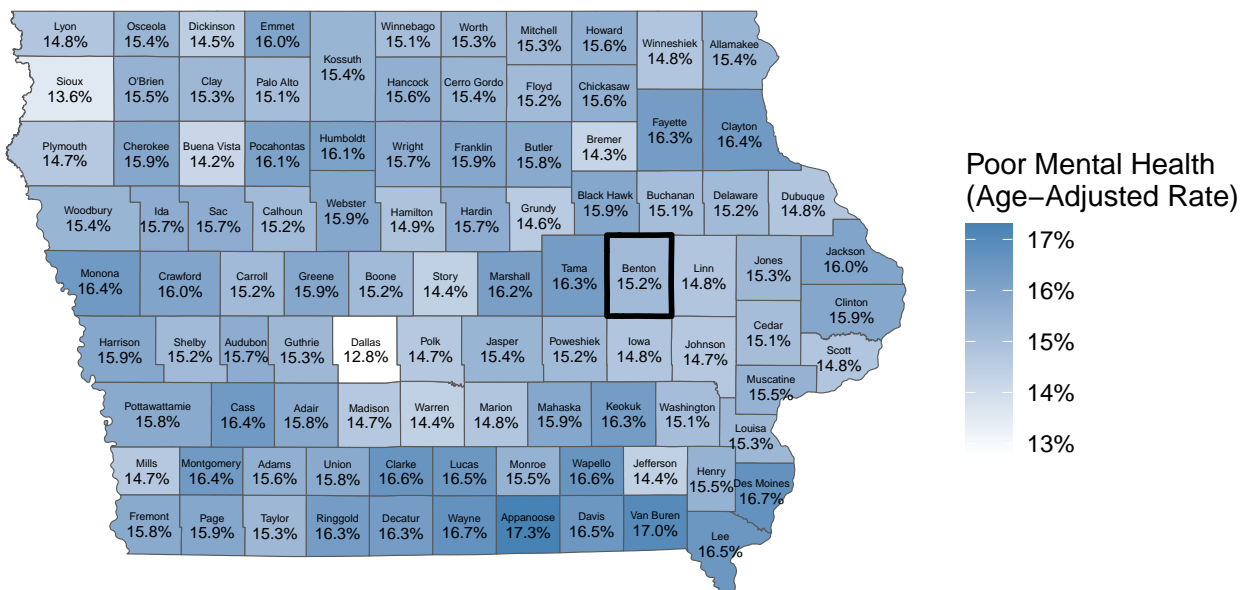 Lyon
14.8%
Osceola
15.4%
Dickinson
14.5%
Emmet
16.0%
Kossuth
15.4%
Winnebago
15.1%
Worth
15.3%
Mitchell
15.3%
Howard
15.6%
Winneshiek
14.8%
Allamakee
15.4%
Sioux
13.6%
O'Brien
15.5%
Clay
15.3%
Palo Alto
15.1%
Hancock
15.6%
Cerro Gordo
15.4%
Floyd
15.2%
Chickasaw
15.6%
Plymouth
14.7%
Cherokee
15.9%
Buena Vista
14.2%
Pocahontas
16.1%
Humboldt
16.1%
Wright
15.7%
Franklin
15.9%
Butler
15.8%
Bremer
14.3%
Fayette
16.3%
Clayton
16.4%
Woodbury
15.4%
Ida
15.7%
Sac
15.7%
Calhoun
15.2%
Webster
15.9%
Hamilton
14.9%
Hardin
15.7%
Grundy
14.6%
Black Hawk
15.9%
Buchanan
15.1%
Delaware
15.2%
Dubuque
14.8%
Monona
16.4%
Crawford
16.0%
Carroll
15.2%
Greene
15.9%
Boone
15.2%
Story
14.4%
Marshall
16.2%
Tama
16.3%
Benton
15.2%
Linn
14.8%
Jones
15.3%
Jackson
16.0%
Clinton
15.9%
Harrison
15.9%
Shelby
15.2%
Audubon
15.7%
Guthrie
15.3%
Dallas
12.8%
Polk
14.7%
Jasper
15.4%
Poweshiek
15.2%
Iowa
14.8%
Johnson
14.7%
Cedar
15.1%
Scott
14.8%
Muscatine
15.5%
Pottawattamie
15.8%
Cass
16.4%
Adair
15.8%
Madison
14.7%
Warren
14.4%
Marion
14.8%
Mahaska
15.9%
Keokuk
16.3%
Washington
15.1%
Louisa
15.3%
Mills
14.7%
Montgomery
16.4%
Adams
15.6%
Union
15.8%
Clarke
16.6%
Lucas
16.5%
Monroe
15.5%
Wapello
16.6%
Jefferson
14.4%
Henry
15.5%
Des Moines
16.7%
Fremont
15.8%
Page
15.9%
Taylor
15.3%
Ringgold
16.3%
Decatur
16.3%
Wayne
16.7%
Appanoose
17.3%
Davis
16.5%
Van Buren
17.0%
Lee
16.5%
Poor Mental Health
(Age−Adjusted Rate)
17%
16%
15%
14%
13%